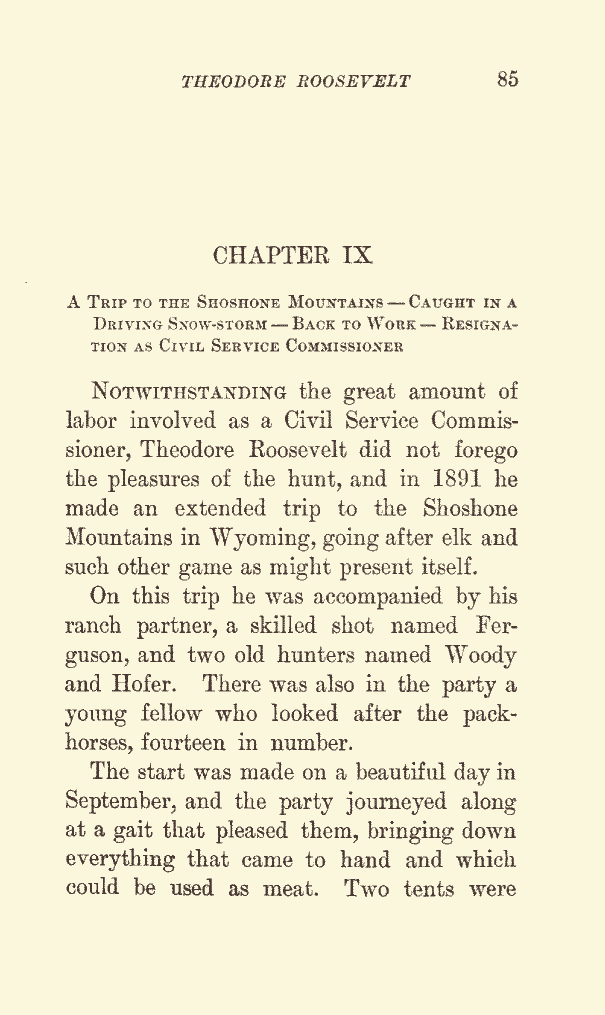 THEODORE ROOSEVELT 85
CHAPTER IX
A Trip to the Shoshone Mountains — Caught in a
Driving Snow-storm — Back to Work — Resigna-
tion as Civil Service Commissioner
Notwithstanding the great amount of
labor involved as a Civil Service Commis-
sioner, Theodore Roosevelt did not forego
the pleasures of the hunt, and in 1891 he
made an extended trip to the Shoshone
Mountains in Wyoming, going after elk and
such other game as might present itself.
On this trip he was accompanied by his
ranch partner, a skilled shot named Fer-
guson, and two old hunters named Woody
and Hofer. There was also in the party a
young fellow who looked after the pack-
horses, fourteen in number.
The start was made on a beautiful day in
September, and the party journeyed along
at a gait that pleased them, bringing down
everything that came to hand and which
could be used as meat. Two tents were